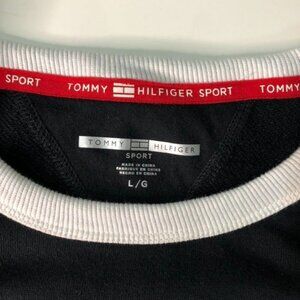 SPORT TOMMY HILFIGER SPORT TOMMY
TOMMY HILFIGER
SPORT
MADE IN CHINA
FABRIQUÉ EN CHINE
HECHO EN CHINA
L/G